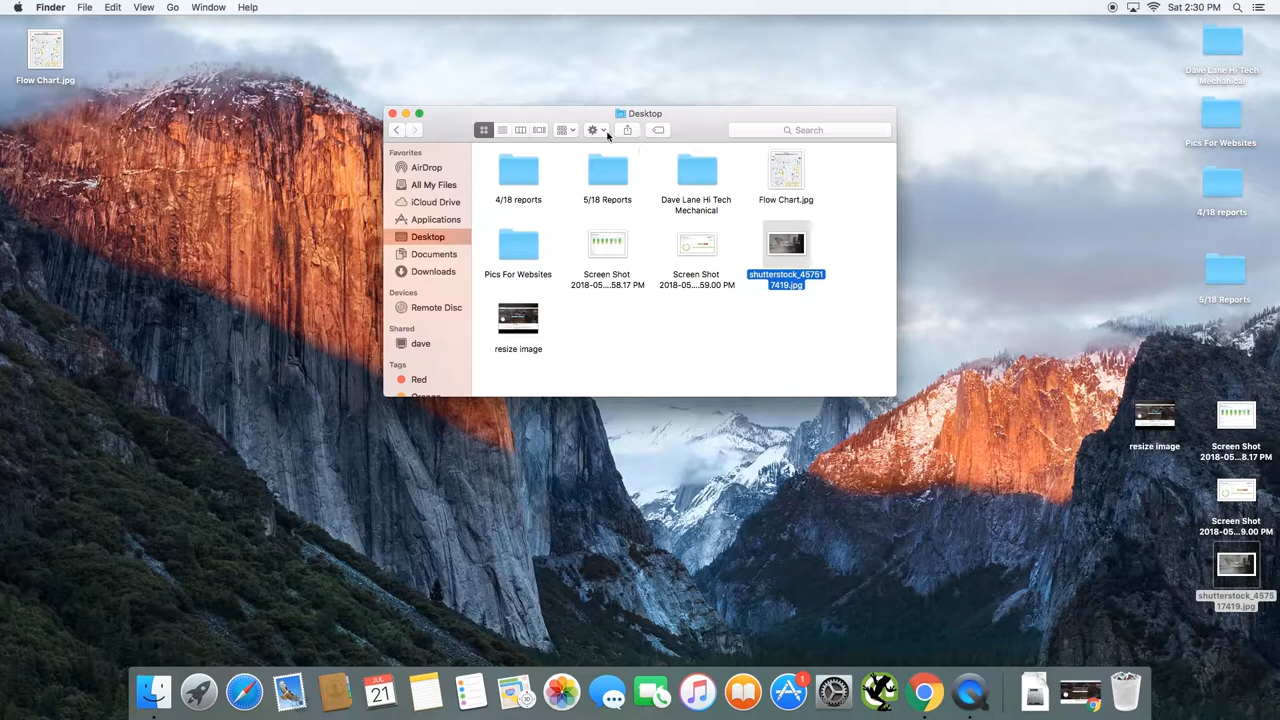 Finder File Edit View Go Window Help
Sat 2:30 PM
Flow Chart.jpg
Dave Lane Hi Tech
Mechanical
Pics For Websites
4/18 reports
5/18 Reports
resize image
Screen Shot
2018-05...8.17 PM
Screen Shot
2018-05...9.00 PM
shutterstock_4575
17419.jpg
Desktop
Search
Favorites
AirDrop
All My Files
iCloud Drive
Applications
Desktop
Documents
Downloads
Devices
Remote Disc
Shared
dave
Tags
Red
Orange
4/18 reports
5/18 Reports
Dave Lane Hi Tech
Mechanical
Flow Chart.jpg
Pics For Websites
Screen Shot
2018-05....58.17 PM
Screen Shot
2018-05....59.00 PM
shutterstock_45751
7419.jpg
resize image
JUL
21
1